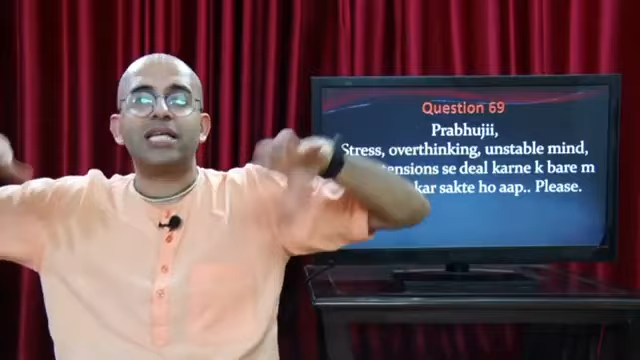 Question 69
Prabhujii,
Stress, overthinking, unstable mind,
tensions se deal karne k bare m
kar sakte ho aap.. Please.